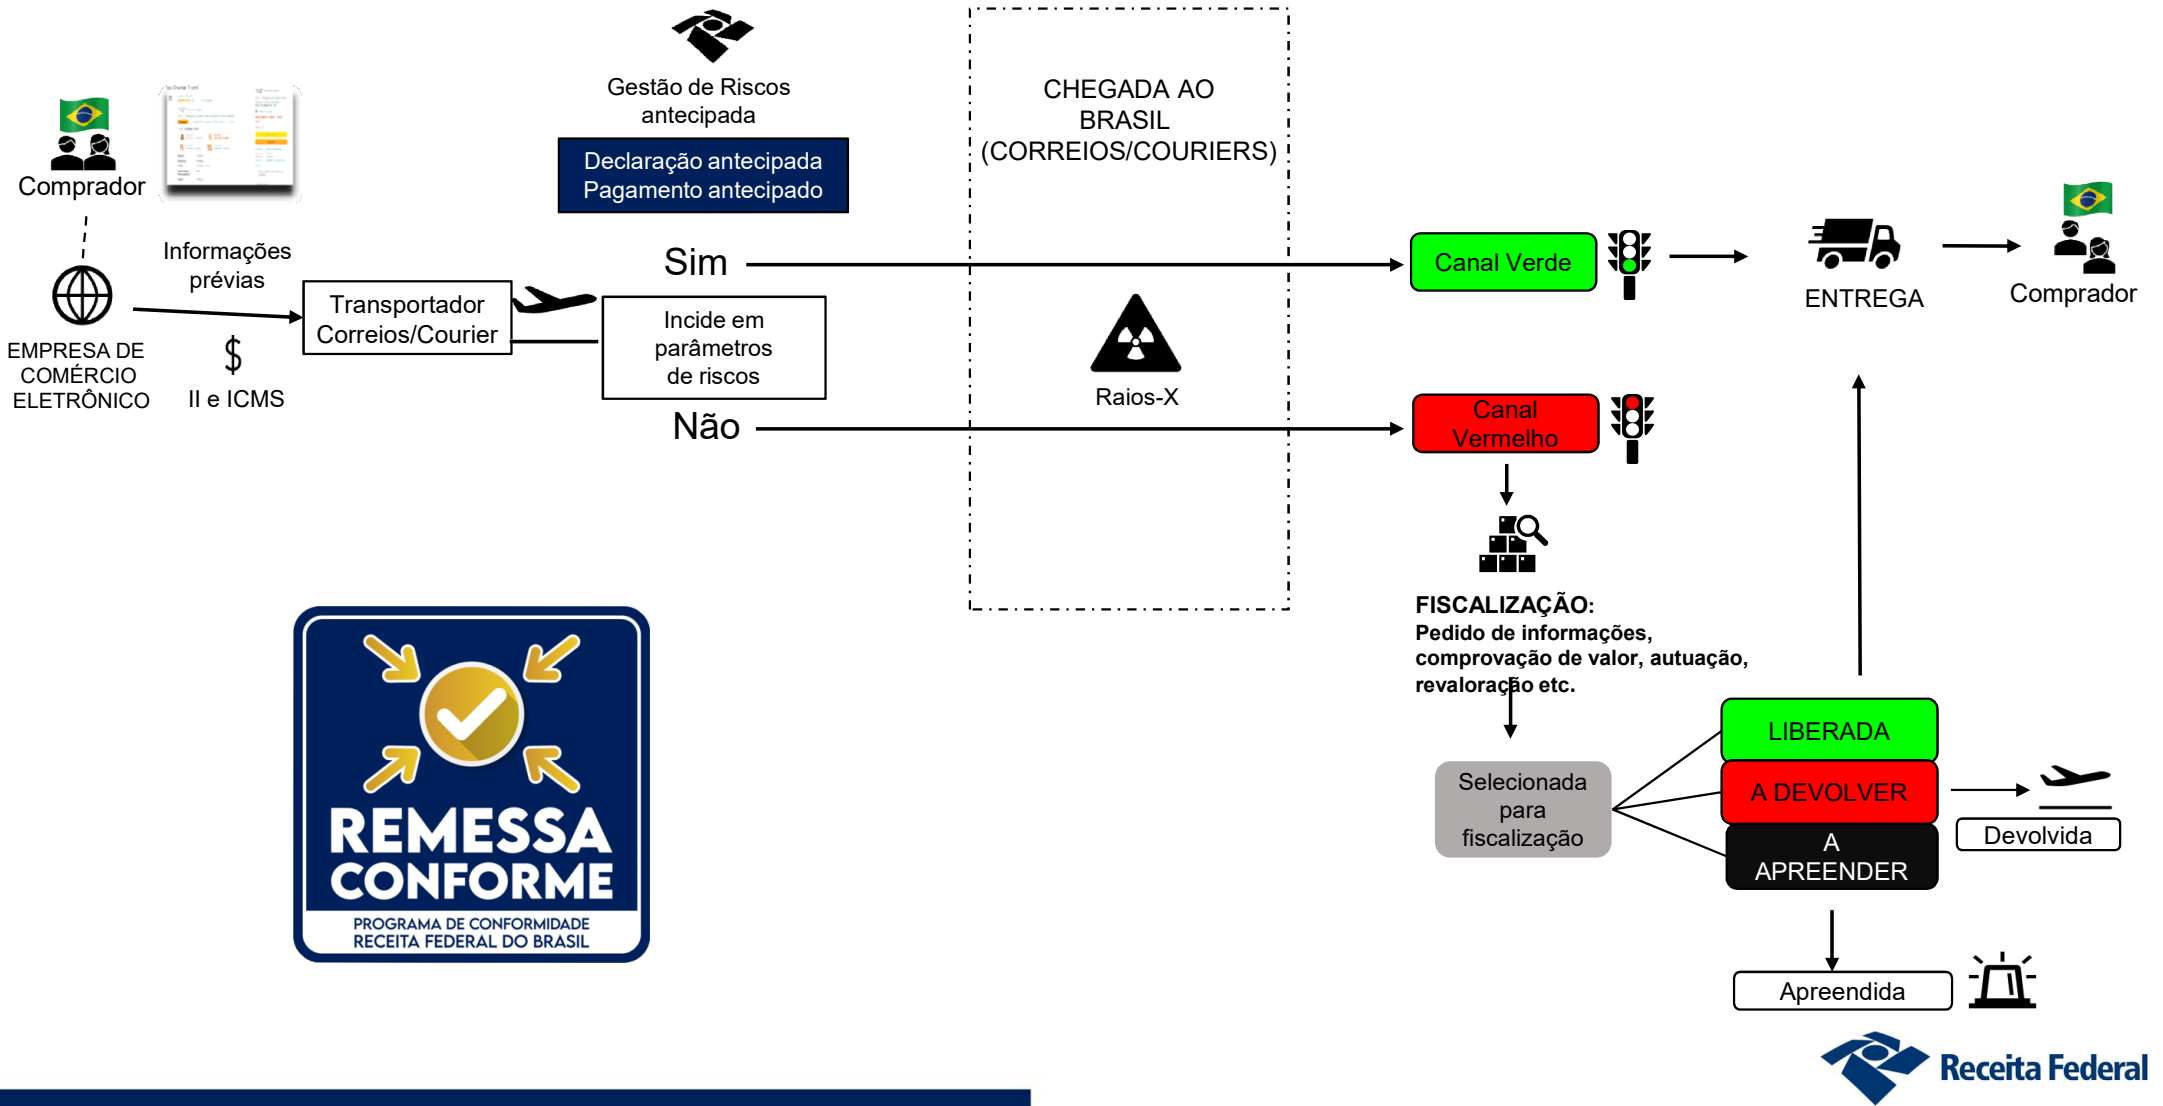 Gestão de Riscos
antecipada
Declaração antecipada
Pagamento antecipado
CHEGADA AO
BRASIL
(CORREIOS/COURIERS)
Comprador
Informações
prévias
EMPRESA DE
COMÉRCIO
ELETRÔNICO
$
II e ICMS
Transportador
Correios/Courier
Sim
Incide em
parâmetros
de riscos
Não
Raios-X
Canal Verde
ENTREGA
Comprador
Canal
Vermelho
FISCALIZAÇÃO:
Pedido de informações,
comprovação de valor, autuação,
revaloração etc.
Selecionada
para
fiscalização
LIBERADA
A DEVOLVER
A
APREENDER
Devolvida
Apreendida
REMESSA
CONFORME
PROGRAMA DE CONFORMIDADE
RECEITA FEDERAL DO BRASIL
Receita Federal